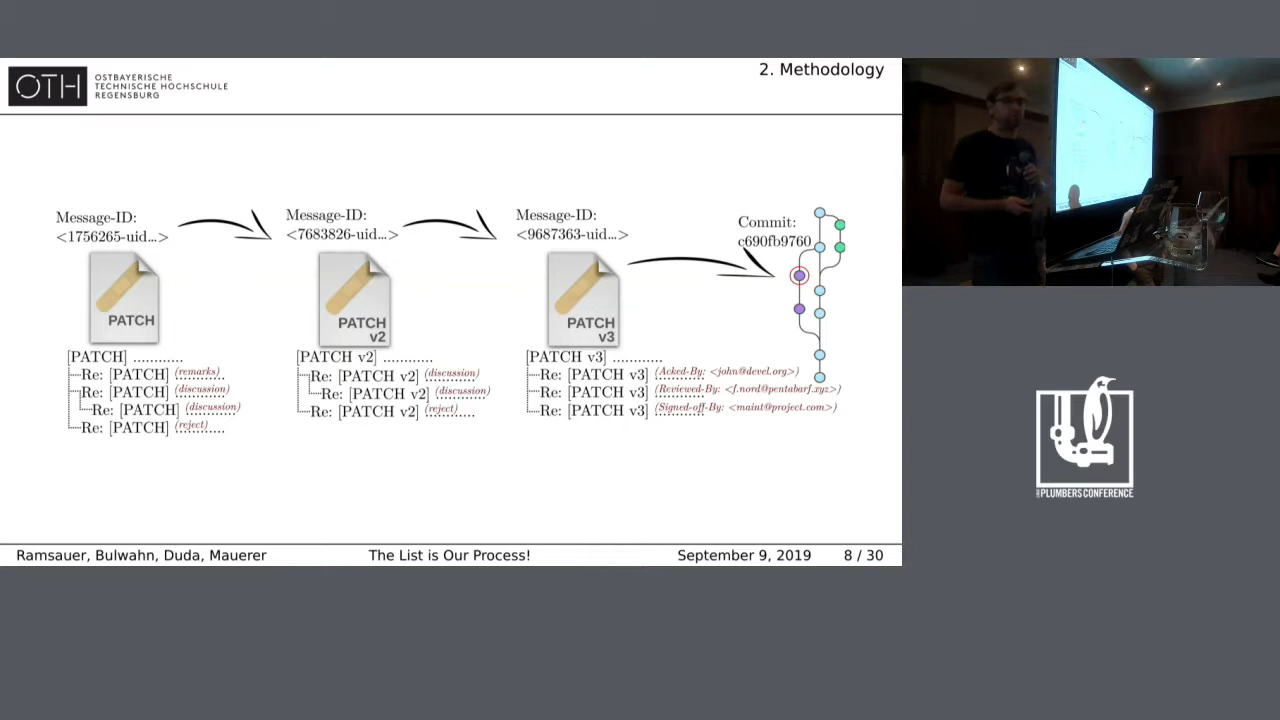 OTH
OSTBAYERISCHE
TECHNISCHE HOCHSCHULE
REGENSBURG
2. Methodology
Message-ID:
<1756265-uid...>
PATCH
[PATCH] ............
Re: [PATCH] (remarks)
Re: [PATCH] (discussion)
Re: [PATCH] (discussion)
Re: [PATCH] (reject)
Message-ID:
<7683826-uid...>
PATCH
v2
[PATCH v2] ............
Re: [PATCH v2] (discussion)
Re: [PATCH v2] (discussion)
Re: [PATCH v2] (reject)
Message-ID:
<9687363-uid...>
PATCH
v3
[PATCH v3] ............
Re: [PATCH v3] (Acked-By: <john@devel.org>)
Re: [PATCH v3] (Reviewed-By: <f.nord@pentabarf.xyz>)
Re: [PATCH v3] (Signed-off-By: <maint@project.com>)
Commit:
c690fb9760
Ramsauer, Bulwahn, Duda, Mauerer
The List is Our Process!
September 9, 2019
8 / 30
PLUMBERS CONFERENCE